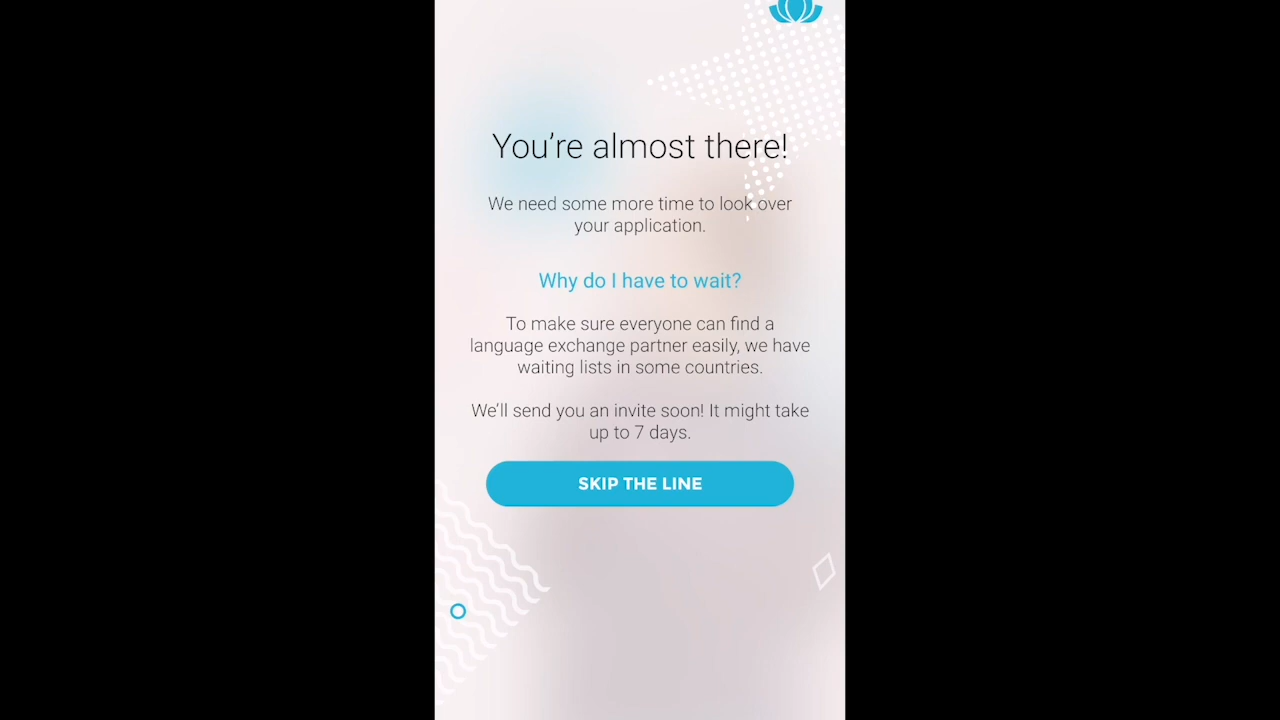 You’re almost there!
We need some more time to look over
your application.
Why do I have to wait?
To make sure everyone can find a
language exchange partner easily, we have
waiting lists in some countries.
We‘ll send you an invite soon! It might take
up to 7 days.
SKIP THE LINE